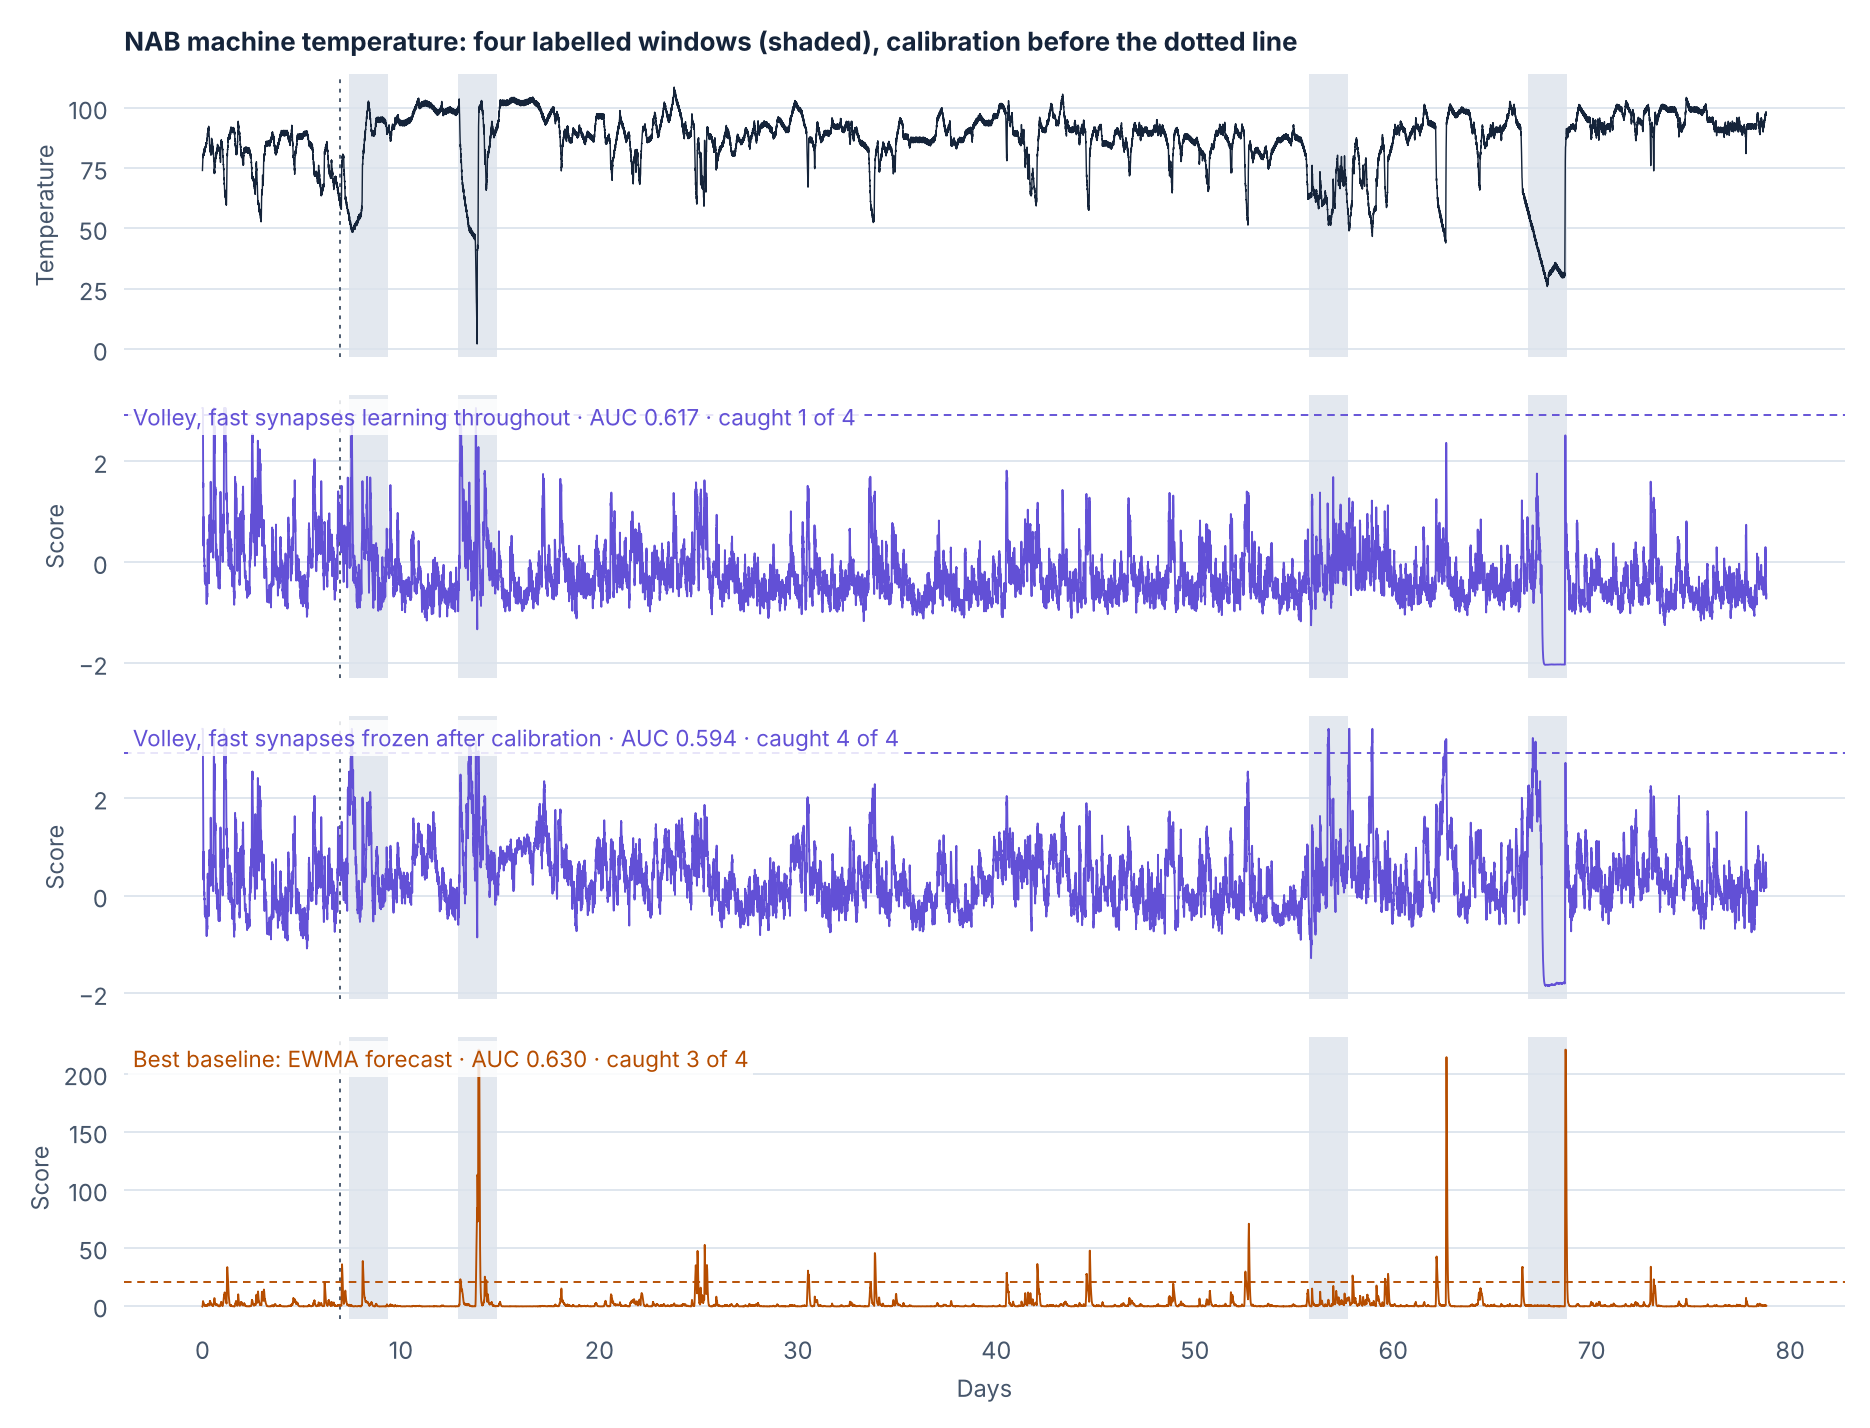 NAB machine temperature: four labelled windows (shaded), calibration before the dotted line
Temperature
100
75
50
25
0
Volley, fast synapses learning throughout · AUC 0.617 · caught 1 of 4
Score
2
0
−2
Volley, fast synapses frozen after calibration · AUC 0.594 · caught 4 of 4
Score
2
0
−2
Best baseline: EWMA forecast · AUC 0.630 · caught 3 of 4
Score
200
150
100
50
0
0 10 20 30 40 50 60 70 80
Days